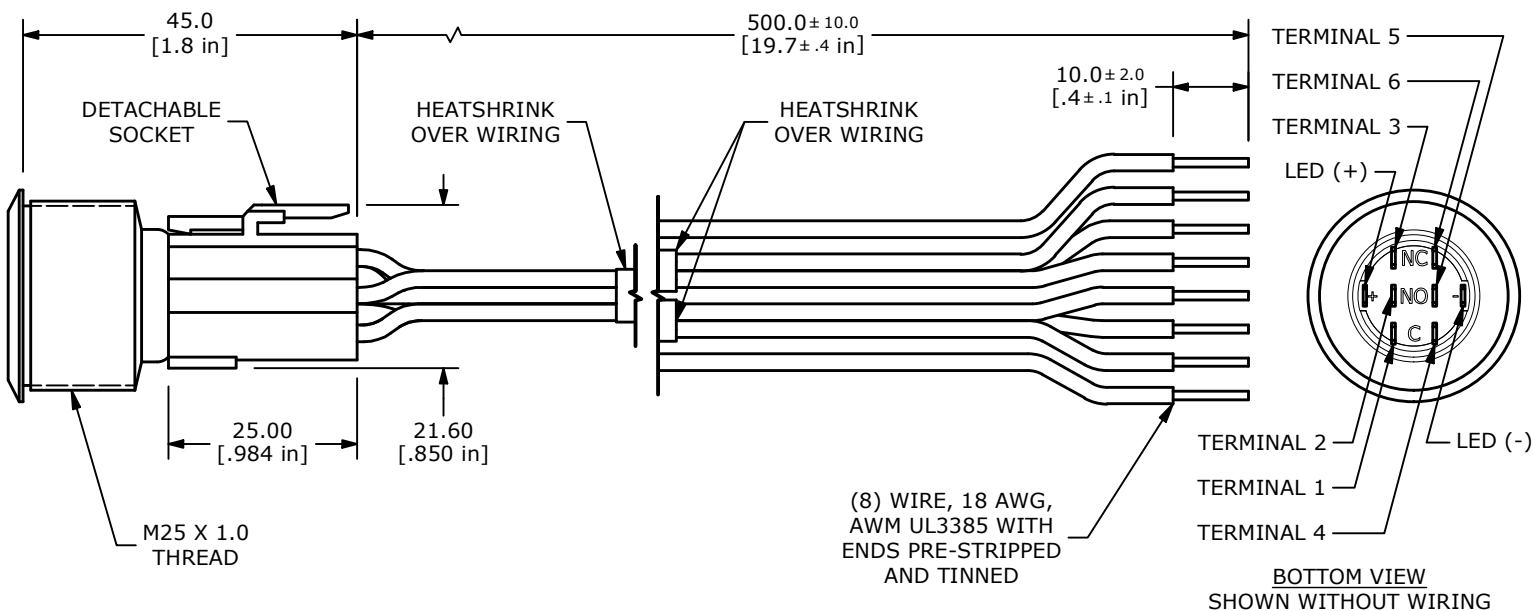 45.0
[1.8 in]
500.0± 10.0
[19.7± .4 in]
10.0± 2.0
[.4± .1 in]
DETACHABLE
SOCKET
HEATSHRINK
OVER WIRING
HEATSHRINK
OVER WIRING
TERMINAL 5
TERMINAL 6
TERMINAL 3
LED (+)
NC
+
NO
-
C
25.00
[.984 in]
21.60
[.850 in]
M25 X 1.0
THREAD
(8) WIRE, 18 AWG,
AWM UL3385 WITH
ENDS PRE-STRIPPED
AND TINNED
TERMINAL 2
LED (-)
TERMINAL 1
TERMINAL 4
BOTTOM VIEW
SHOWN WITHOUT WIRING